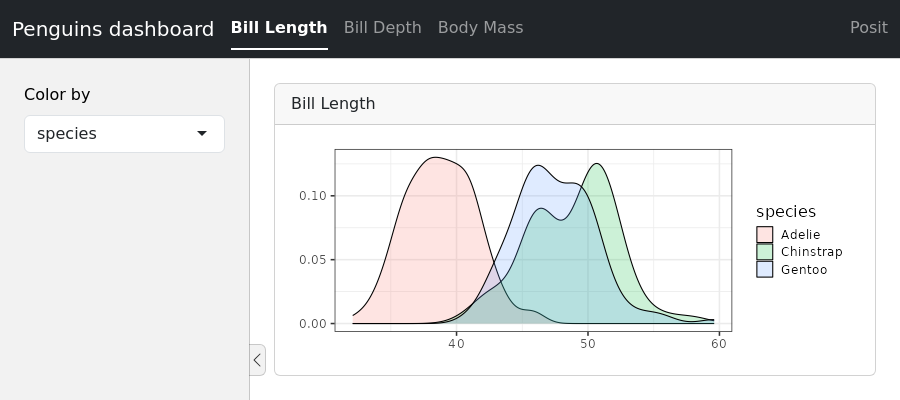 Penguins dashboard Bill Length Bill Depth Body Mass Posit
Color by
species
Bill Length
0.10
0.05
0.00
40 50 60
species
Adelie
Chinstrap
Gentoo